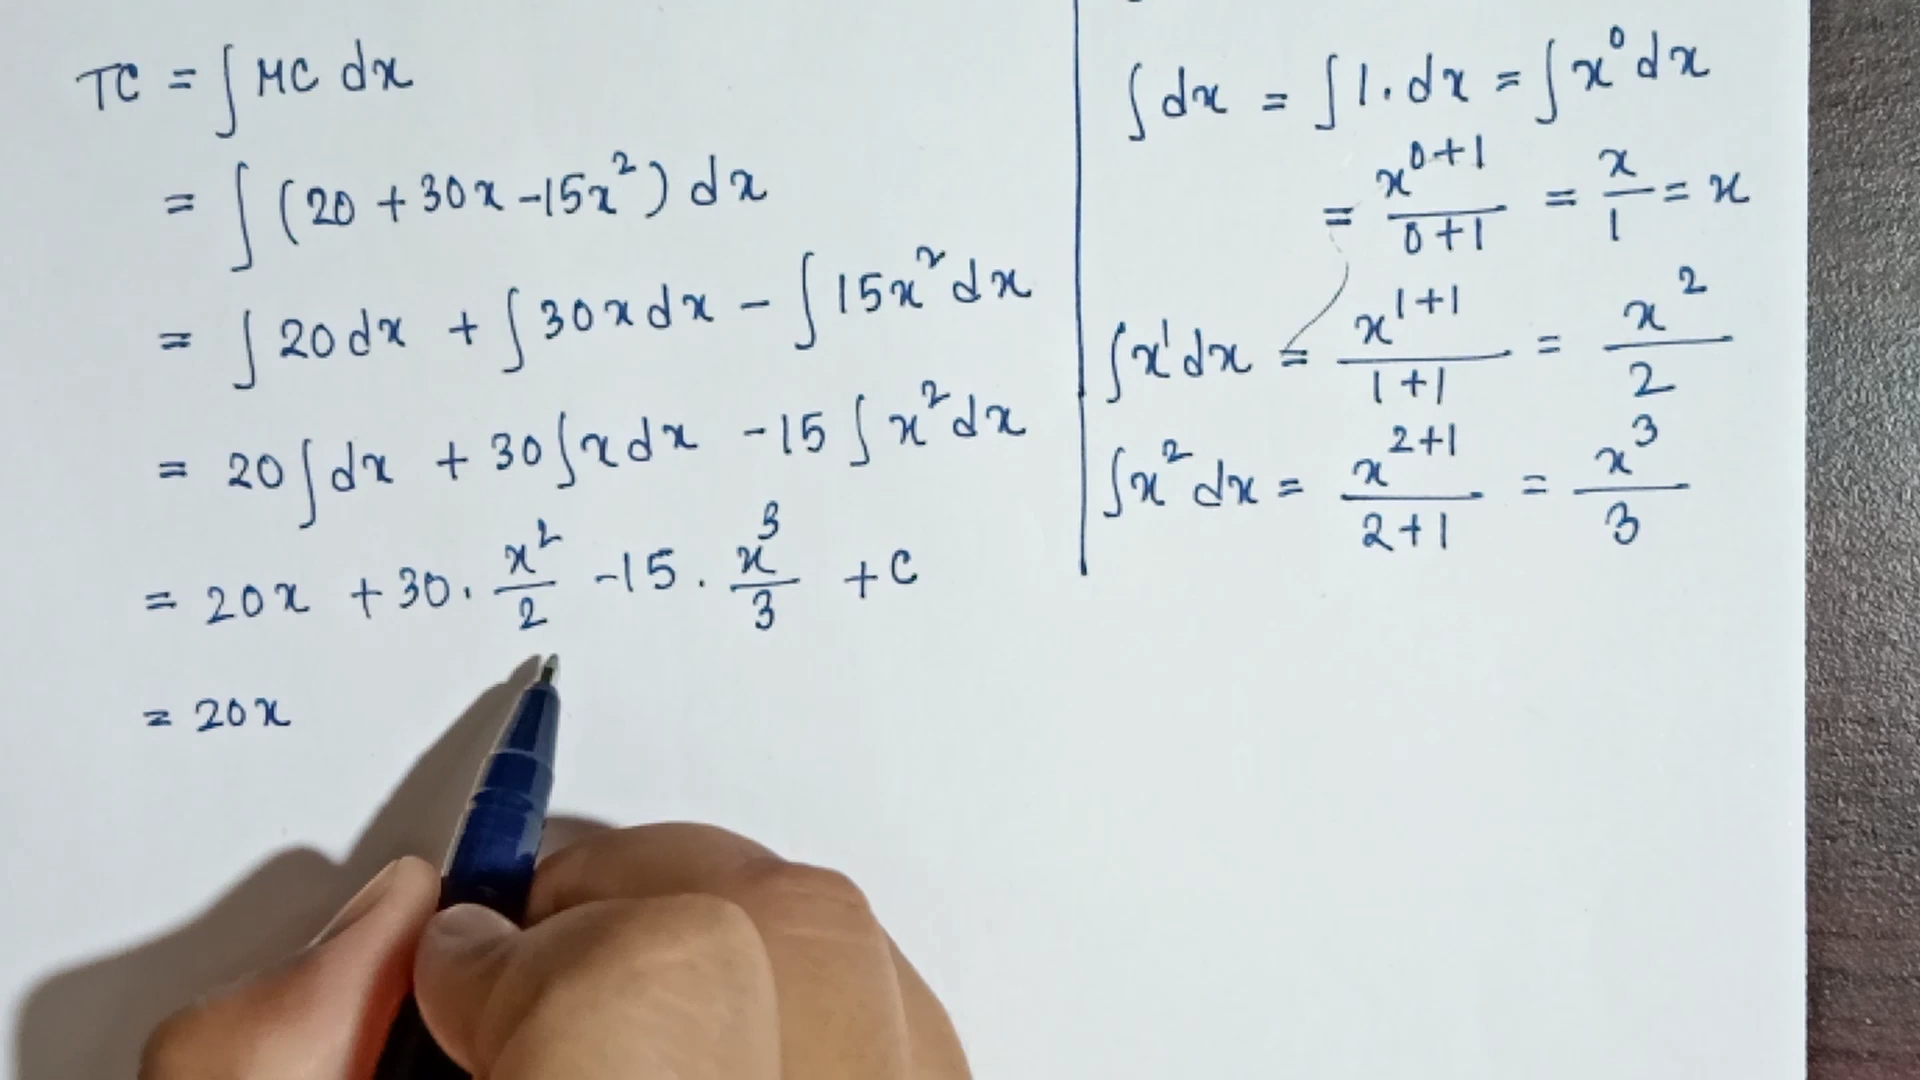 TC = ∫ MC dx
= ∫ (20 + 30x - 15x²) dx
= ∫ 20 dx + ∫ 30x dx - ∫ 15x² dx
= 20 ∫ dx + 30 ∫ x dx - 15 ∫ x² dx
= 20x + 30 · x²/2 - 15 · x³/3 + C
= 20x
∫ dx = ∫ 1 · dx = ∫ x⁰ dx
= x⁰⁺¹/0+1 = x/1 = x
∫ x¹ dx = x¹⁺¹/1+1 = x²/2
∫ x² dx = x²⁺¹/2+1 = x³/3